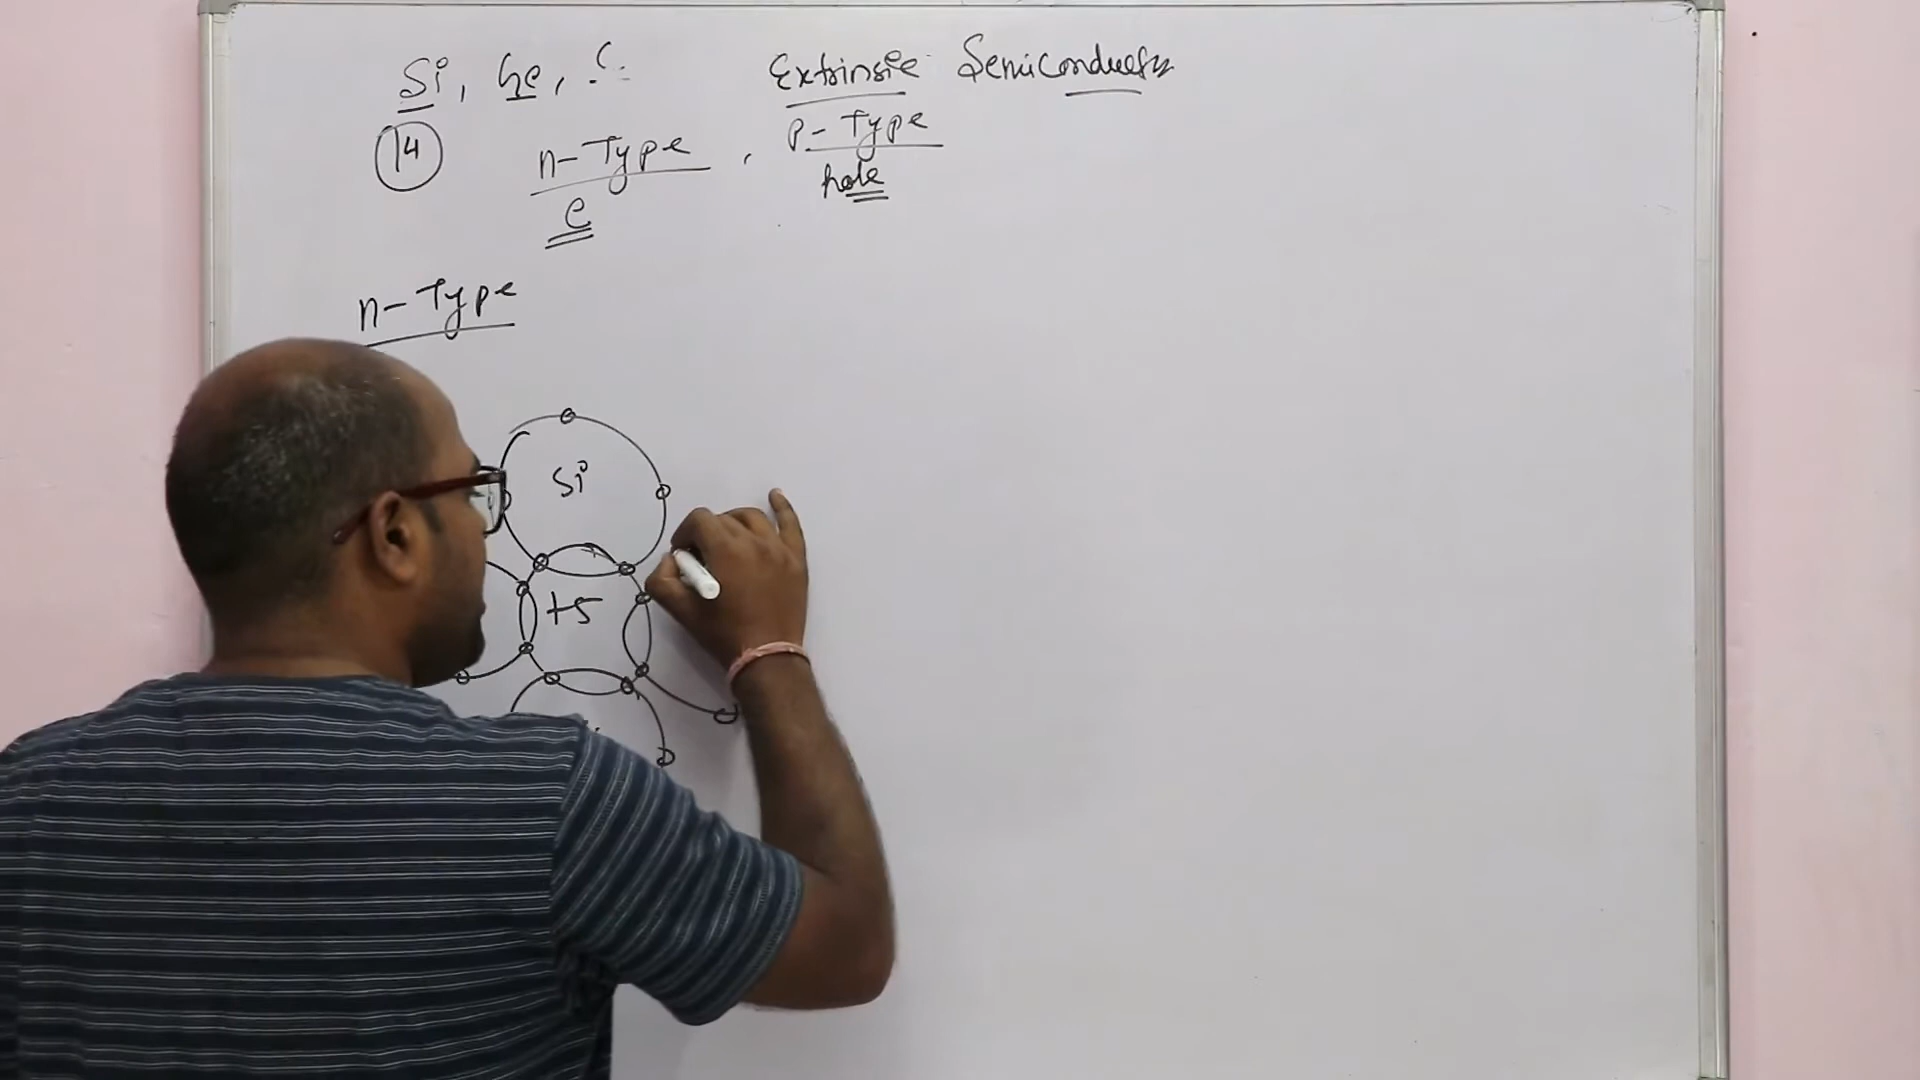 Si, Ge, C
Extrinsic Semiconductor
14
n-Type, P-Type
e
hole
n-Type
Si
+5